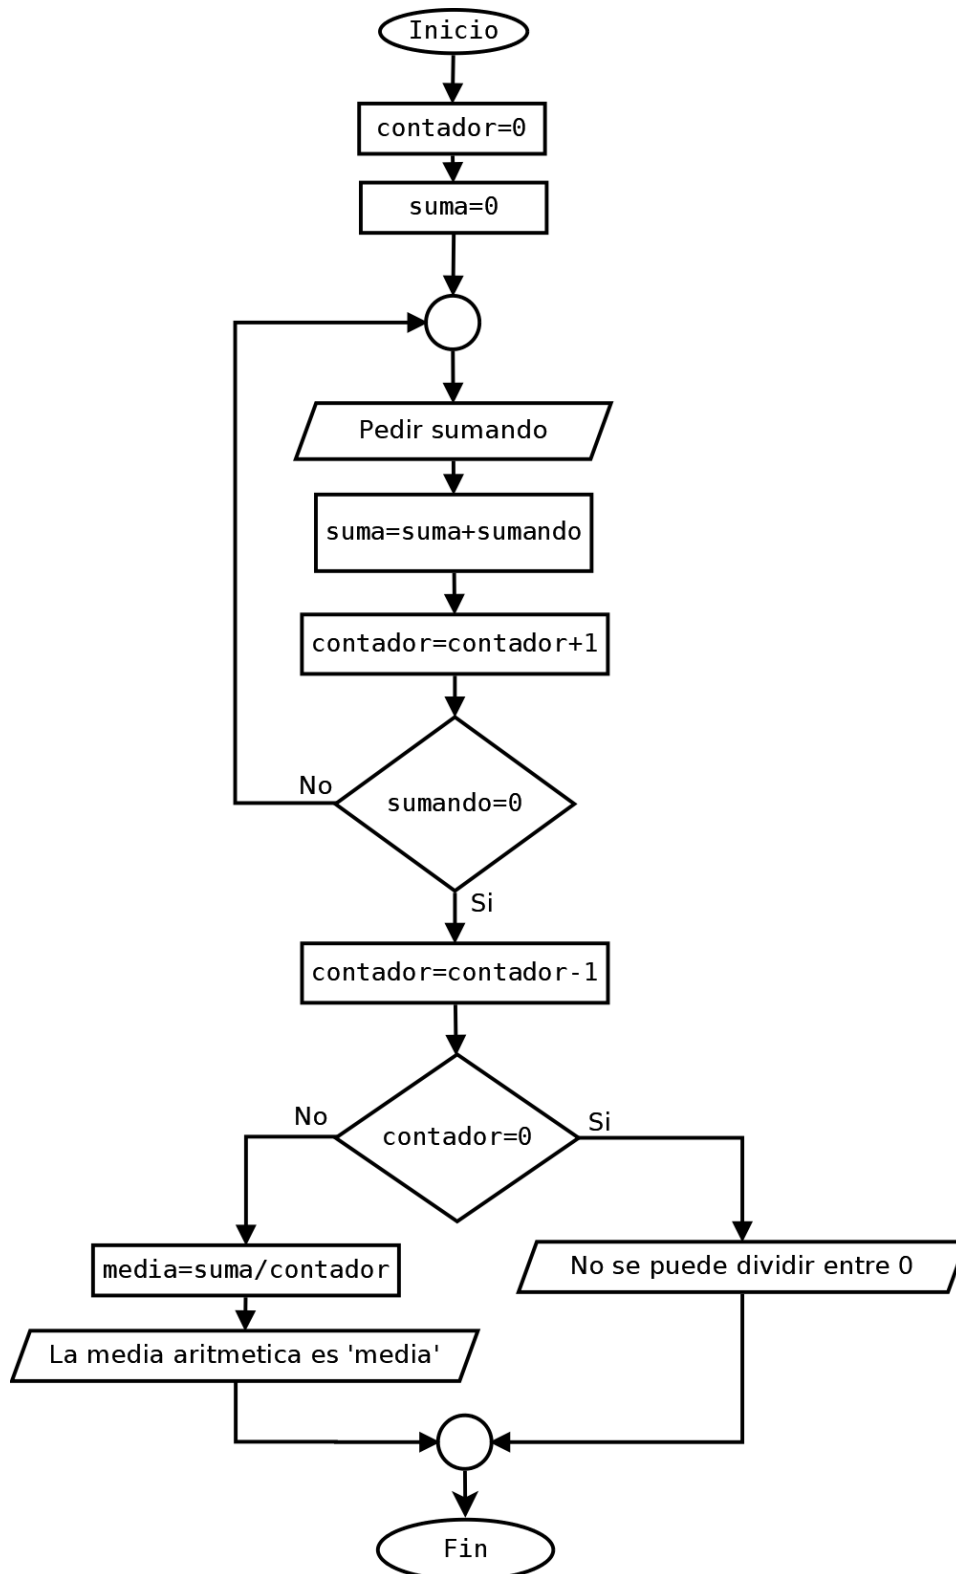 Inicio
contador=0
suma=0
Pedir sumando
suma=suma+sumando
contador=contador+1
No
sumando=0
Si
contador=contador-1
No
contador=0
Si
media=suma/contador
No se puede dividir entre 0
La media aritmetica es 'media'
Fin